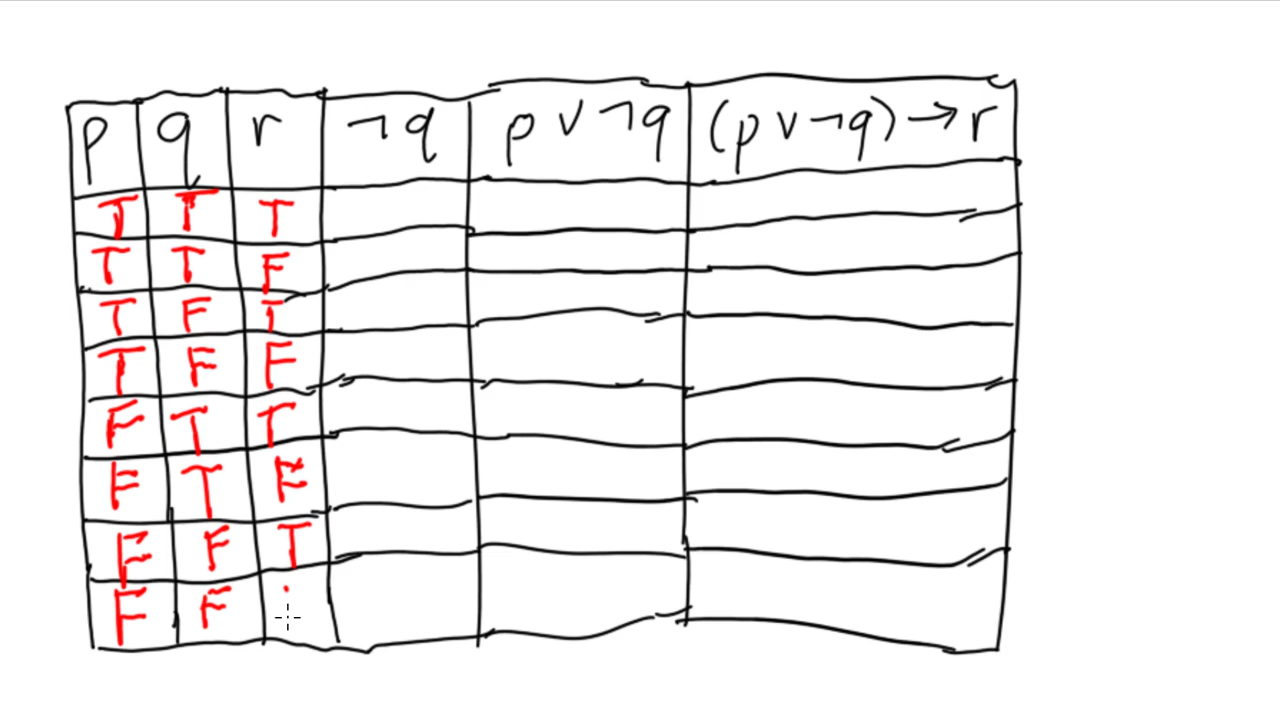 p q r ¬q p ∨ ¬q (p ∨ ¬q) → r
T T T
T T F
T F T
T F F
F T T
F T F
F F T
F F